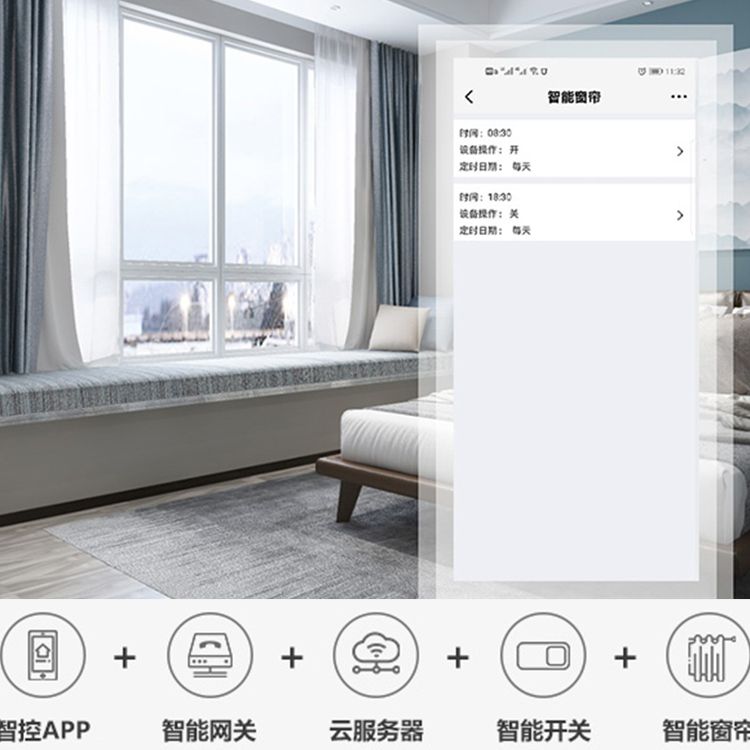 11:32
智能窗帘
时间：08:30
设备操作：开
定时日期：每天
时间：18:30
设备操作：关
定时日期：每天
智控APP
智能网关
云服务器
智能开关
智能窗帘